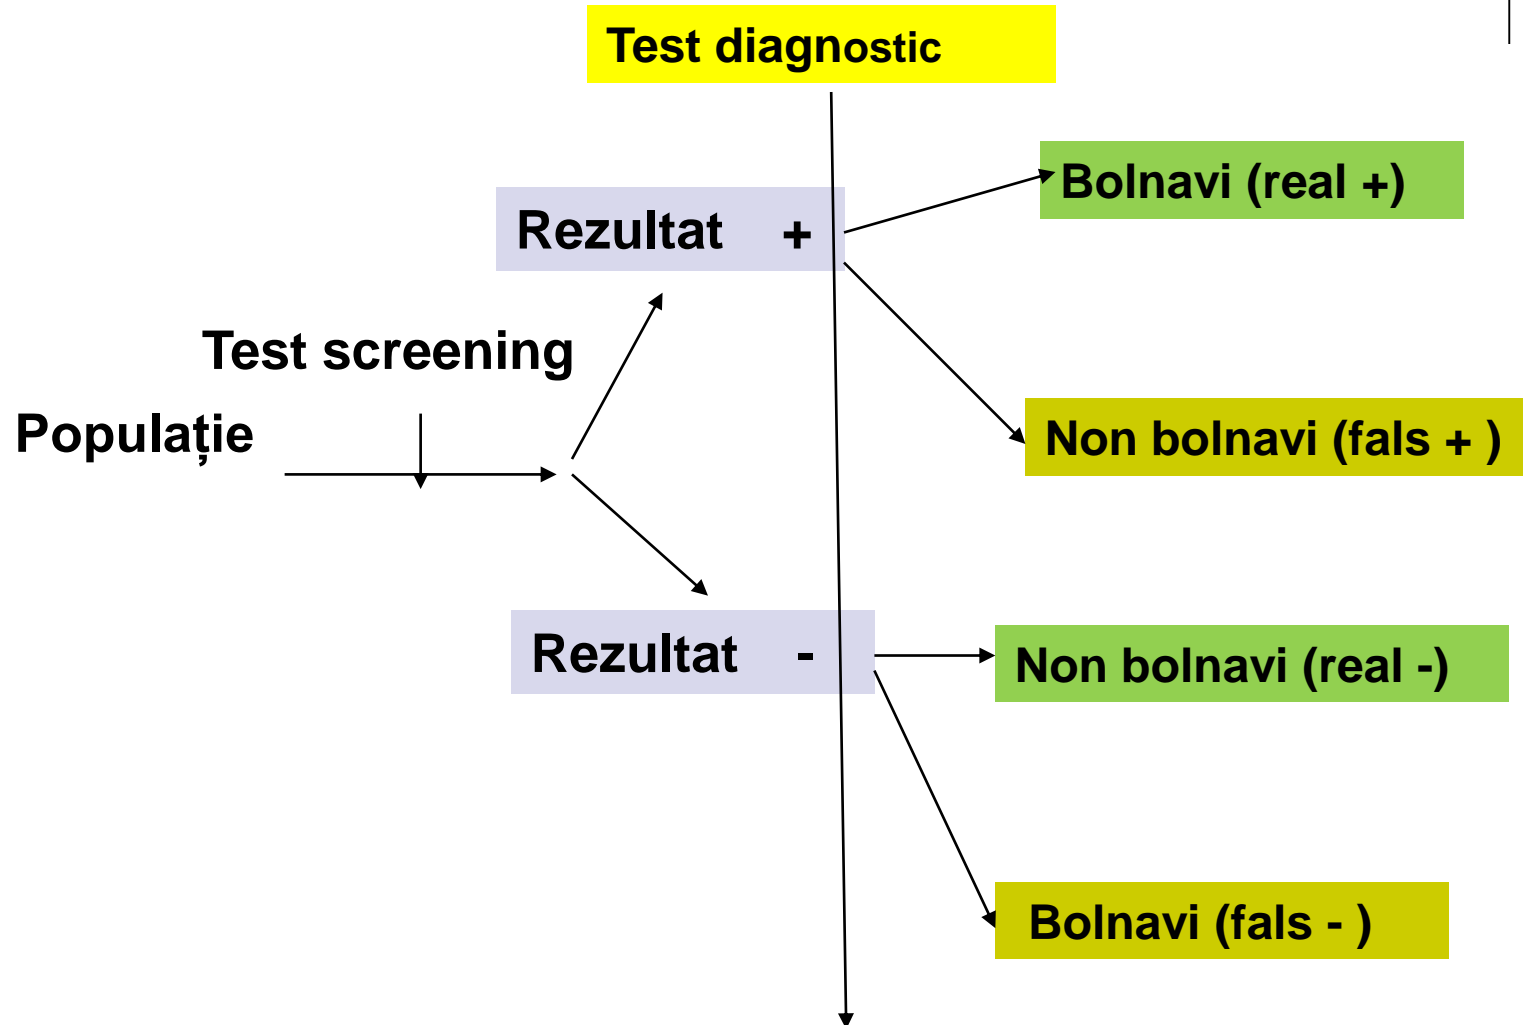 Test diagnostic
Bolnavi (real +)
Rezultat +
Test screening
Populație
Non bolnavi (fals + )
Rezultat -
Non bolnavi (real -)
Bolnavi (fals - )